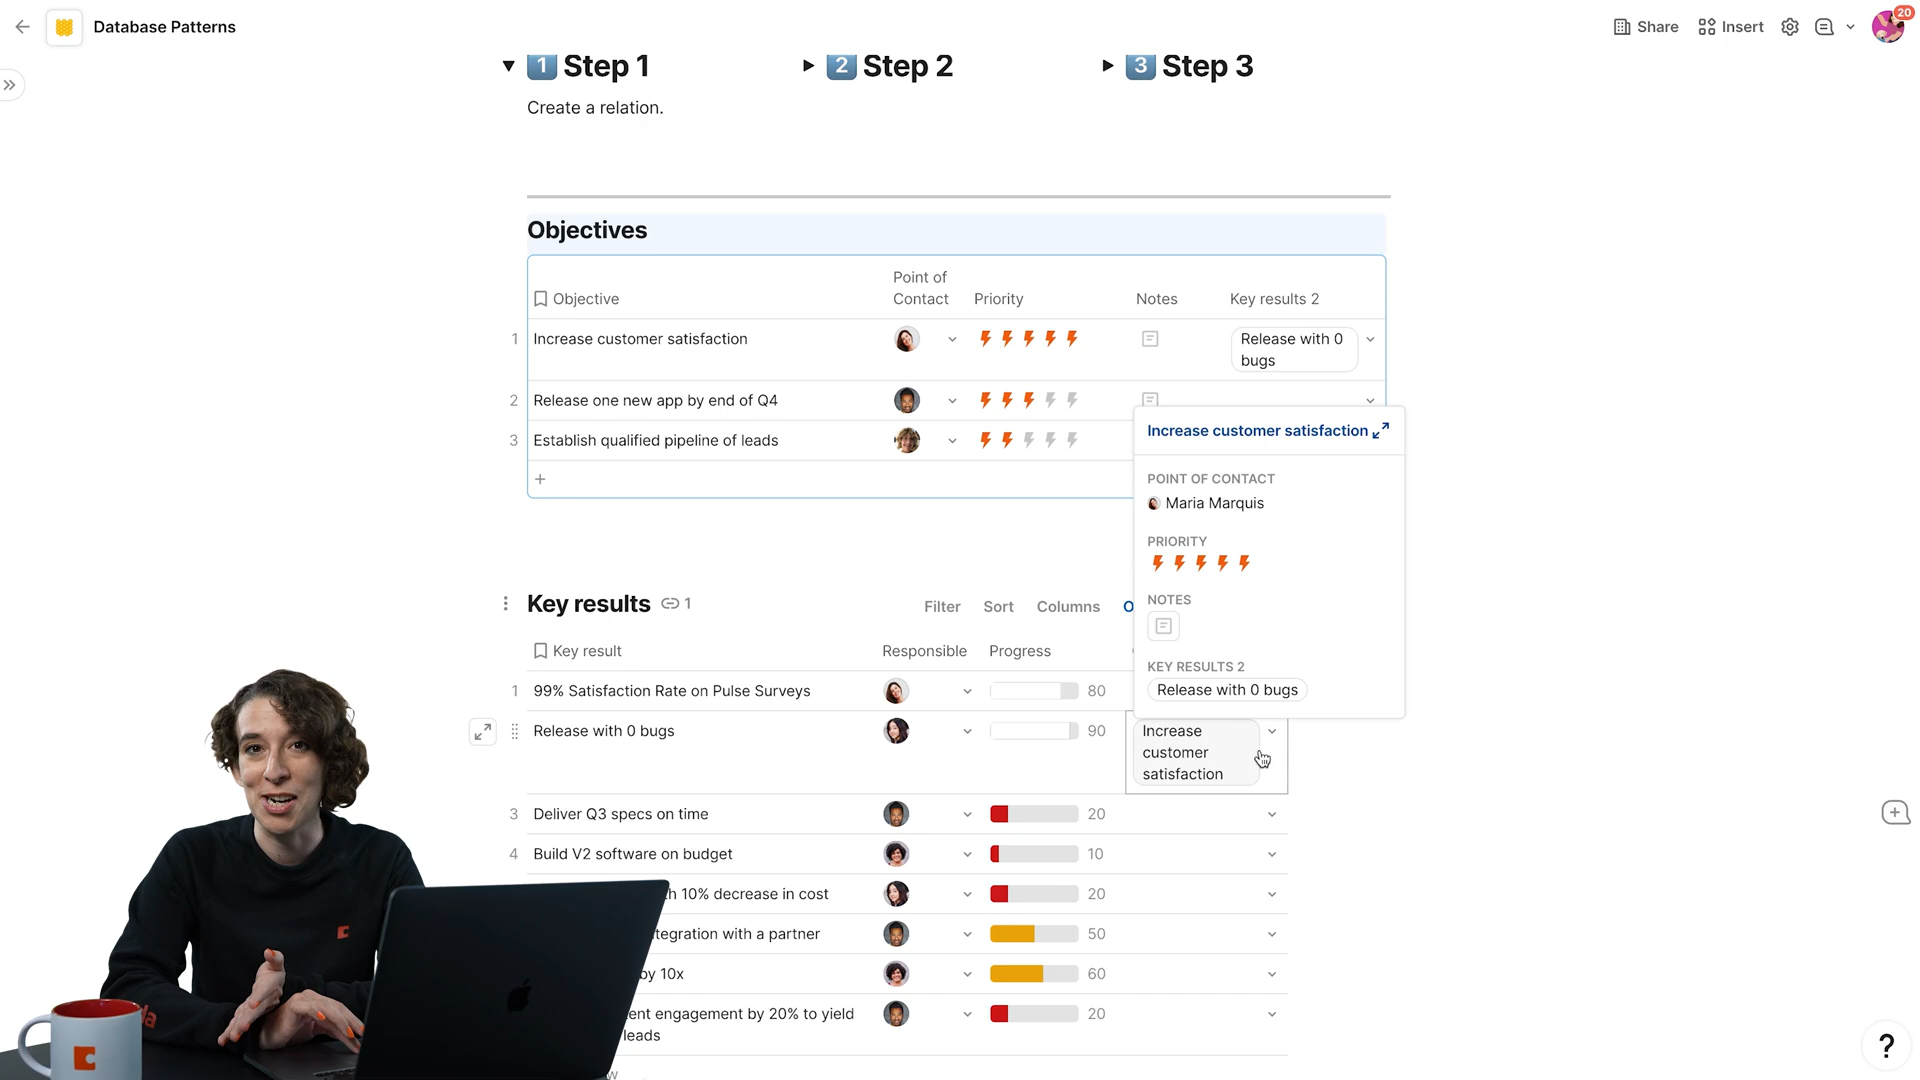 Database Patterns
Share
Insert
20
1 Step 1
2 Step 2
3 Step 3
Create a relation.
Objectives
Objective
Point of
Contact
Priority
Notes
Key results 2
1 Increase customer satisfaction
Release with 0
bugs
2 Release one new app by end of Q4
3 Establish qualified pipeline of leads
+
Increase customer satisfaction
POINT OF CONTACT
Maria Marquis
PRIORITY
NOTES
KEY RESULTS 2
Release with 0 bugs
Key results 1
Filter Sort Columns O
Key result Responsible Progress
1 99% Satisfaction Rate on Pulse Surveys 80
Release with 0 bugs 90
Increase
customer
satisfaction
3 Deliver Q3 specs on time 20
4 Build V2 software on budget 10
h 10% decrease in cost 20
tegration with a partner 50
by 10x 60
ent engagement by 20% to yield 20
leads
?